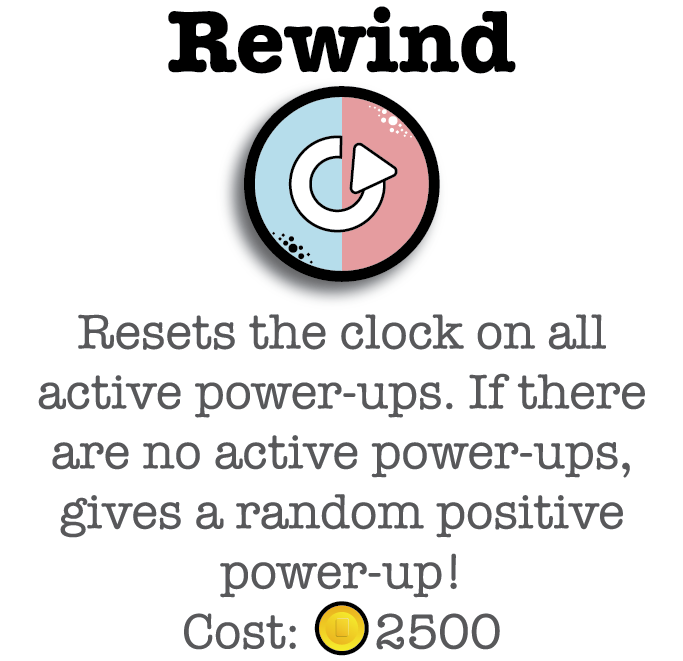 Rewind
Resets the clock on all
active power-ups. If there
are no active power-ups,
gives a random positive
power-up!
Cost: 2500